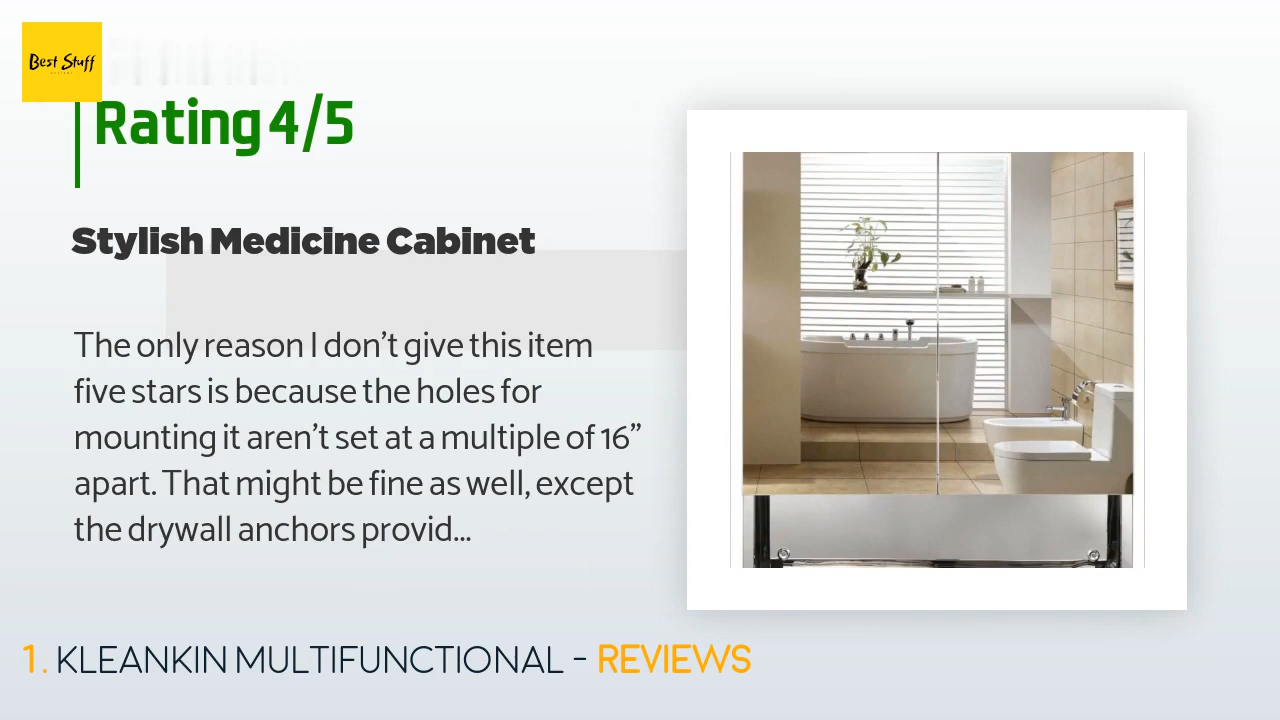 Best Stuff
Rating 4/5
Stylish Medicine Cabinet
The only reason I don’t give this item
five stars is because the holes for
mounting it aren’t set at a multiple of 16”
apart. That might be fine as well, except
the drywall anchors provid...
1. KLEANKIN MULTIFUNCTIONAL - REVIEWS